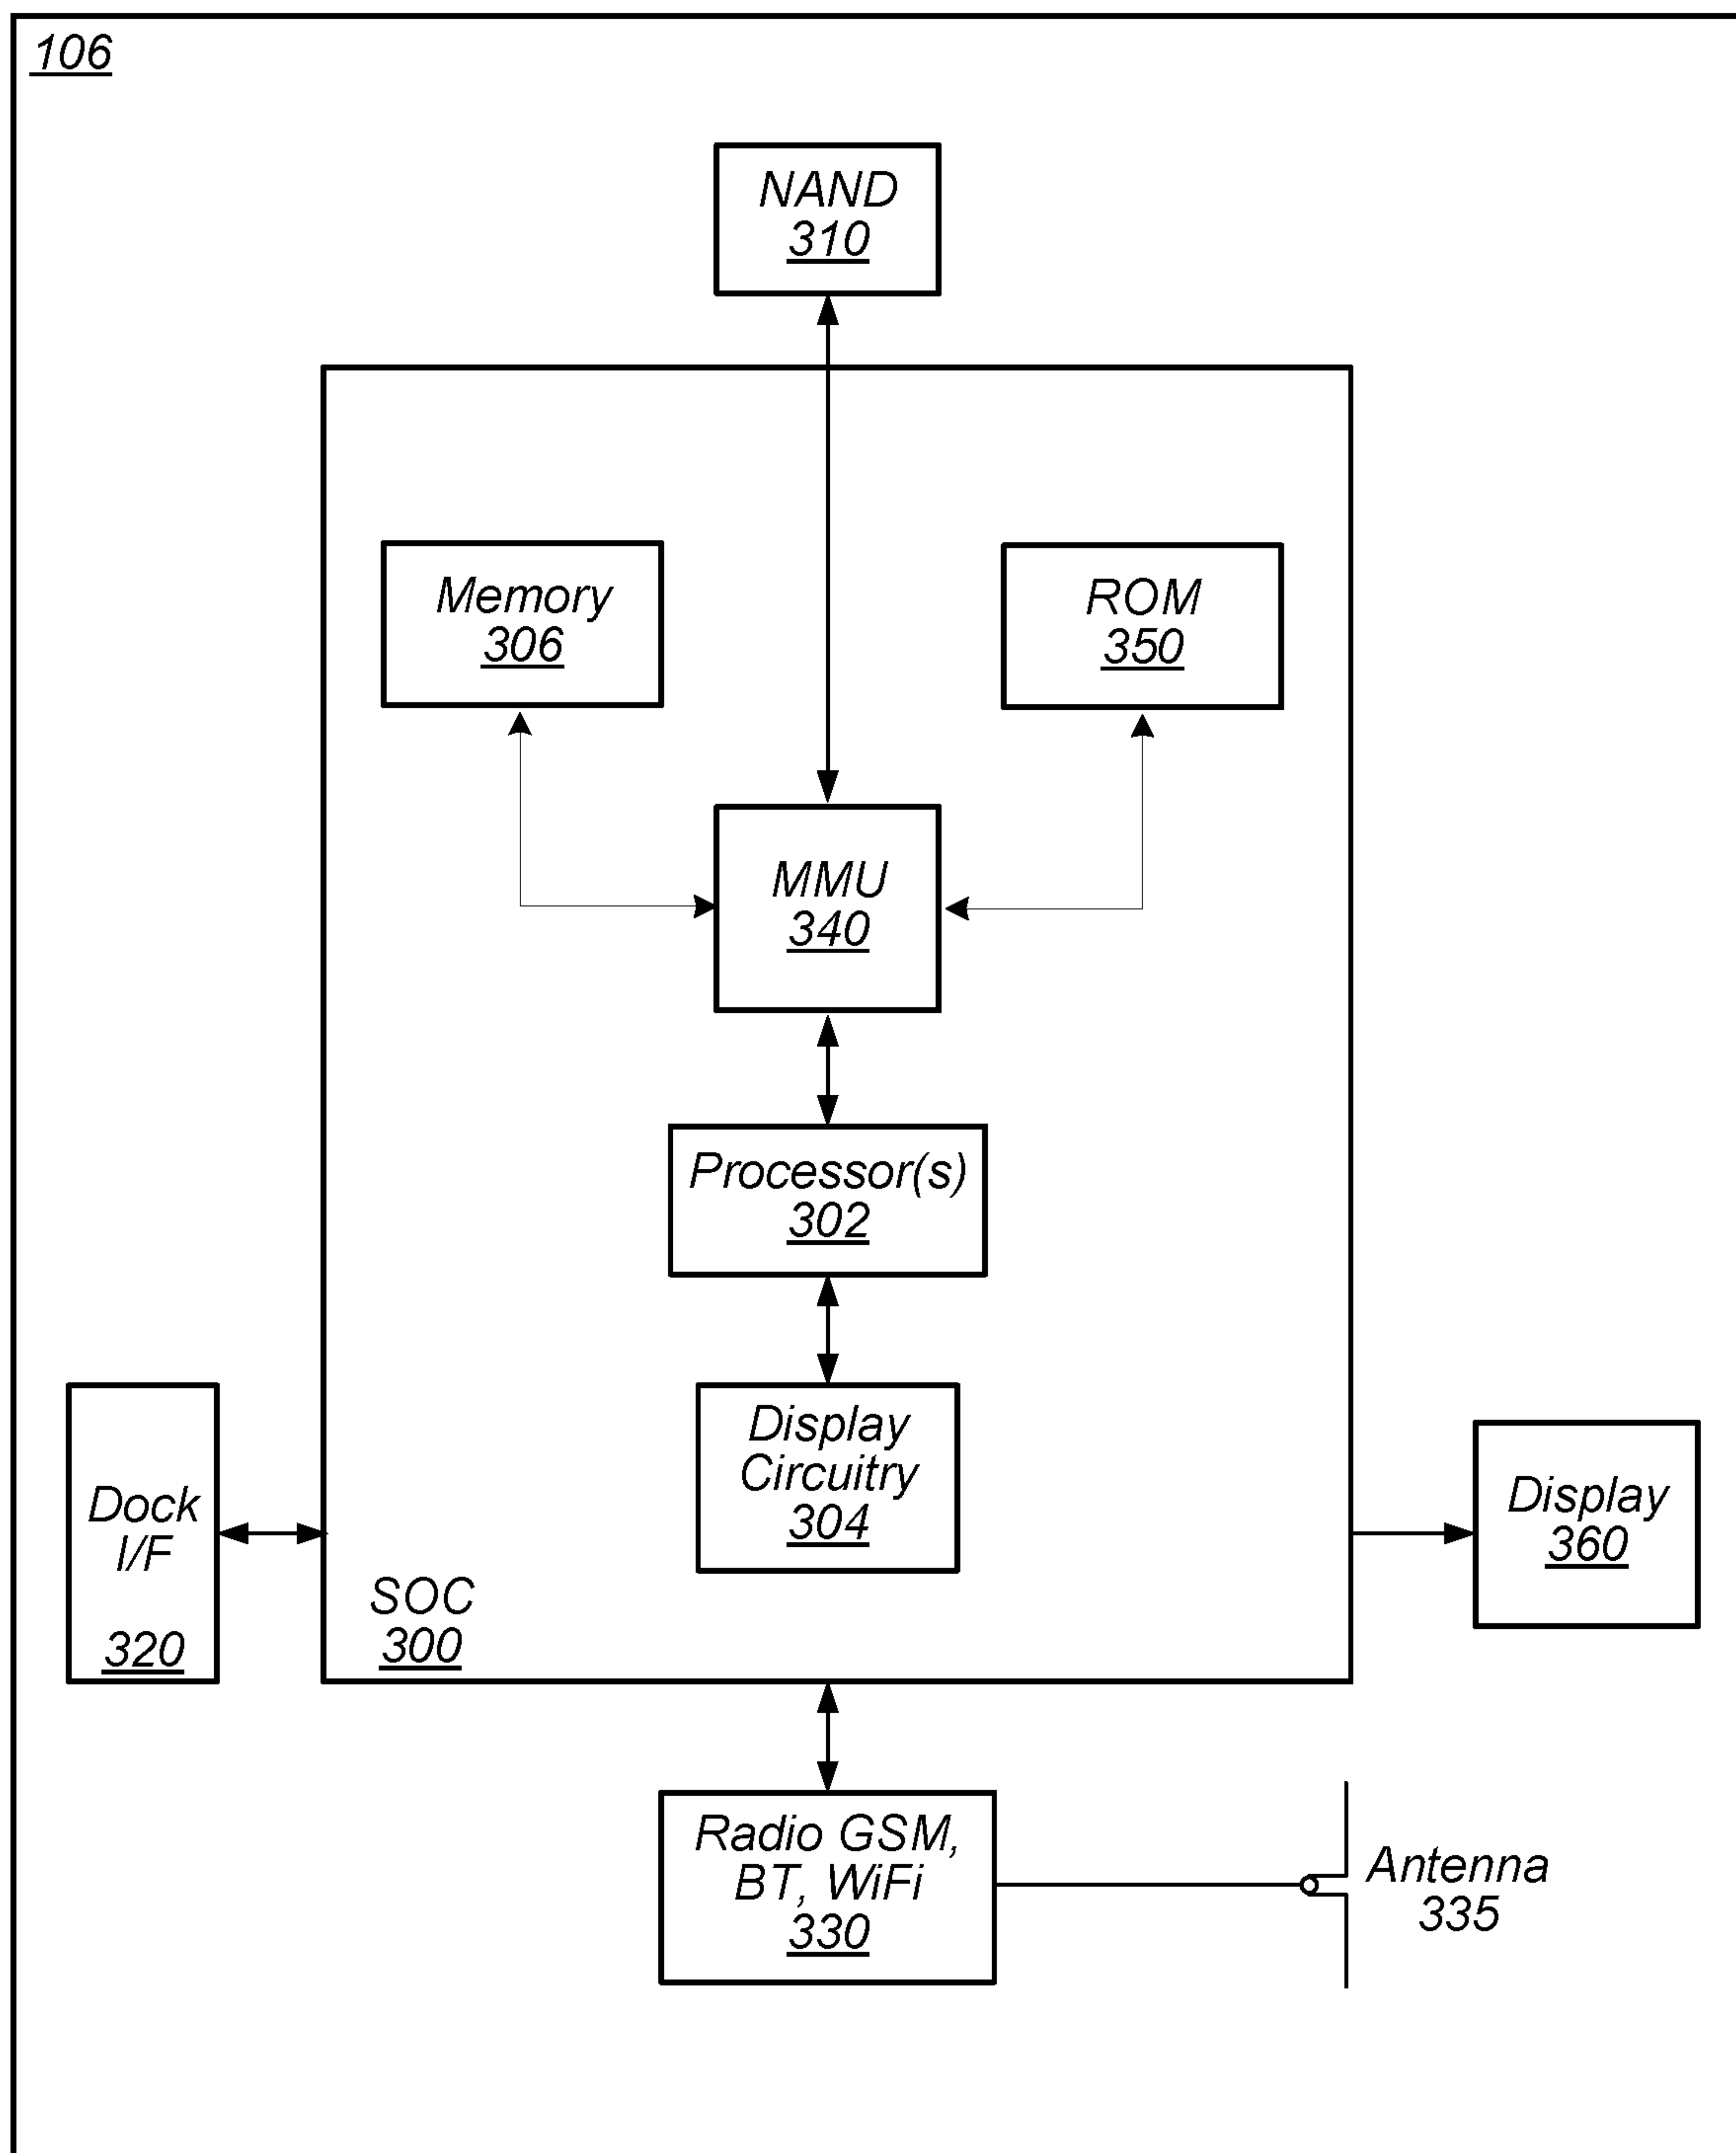 106
NAND
310
Memory
306
ROM
350
MMU
340
Processor(s)
302
Display
Circuitry
304
Dock
I/F
320
SOC
300
Display
360
Radio GSM,
BT, WiFi
330
Antenna
335